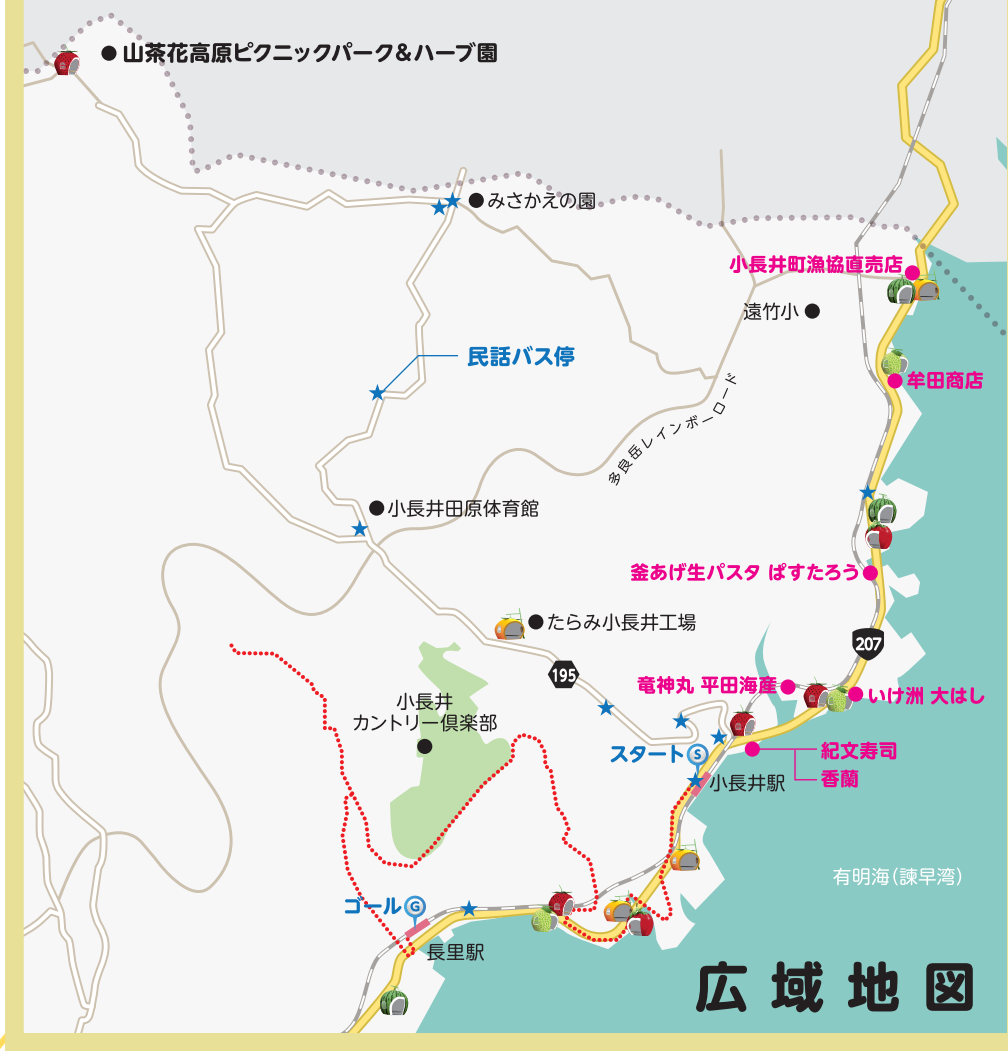 山茶花高原ピクニックパーク&ハーブ園
みさかえの園
小長井町漁協直売店
遠竹小
民話バス停
牟田商店
多良岳レインボーロード
小長井田原体育館
釜あげ生パスタ ぱすたろう
たらみ小長井工場
207
195
竜神丸 平田海産
いけ洲 大はし
小長井
カントリー倶楽部
スタート S
紀文寿司
香蘭
小長井駅
有明海(諫早湾)
ゴール G
長里駅
広域地図